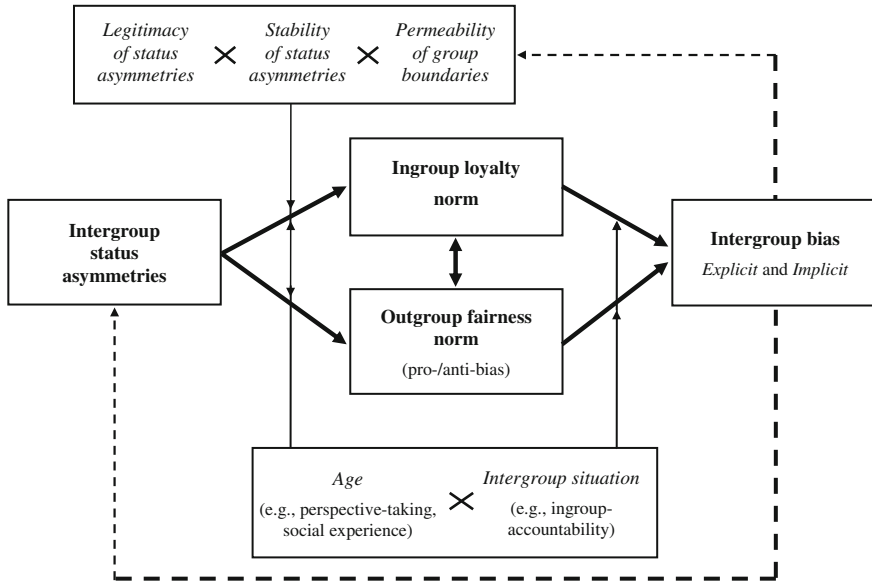 Legitimacy of status asymmetries
×
Stability of status asymmetries
×
Permeability of group boundaries
Ingroup loyalty
norm
Intergroup
status
asymmetries
Intergroup bias
Explicit and Implicit
Outgroup fairness
norm
(pro-/anti-bias)
Age
(e.g., perspective-taking,
social experience)
×
Intergroup situation
(e.g., ingroup-
accountability)